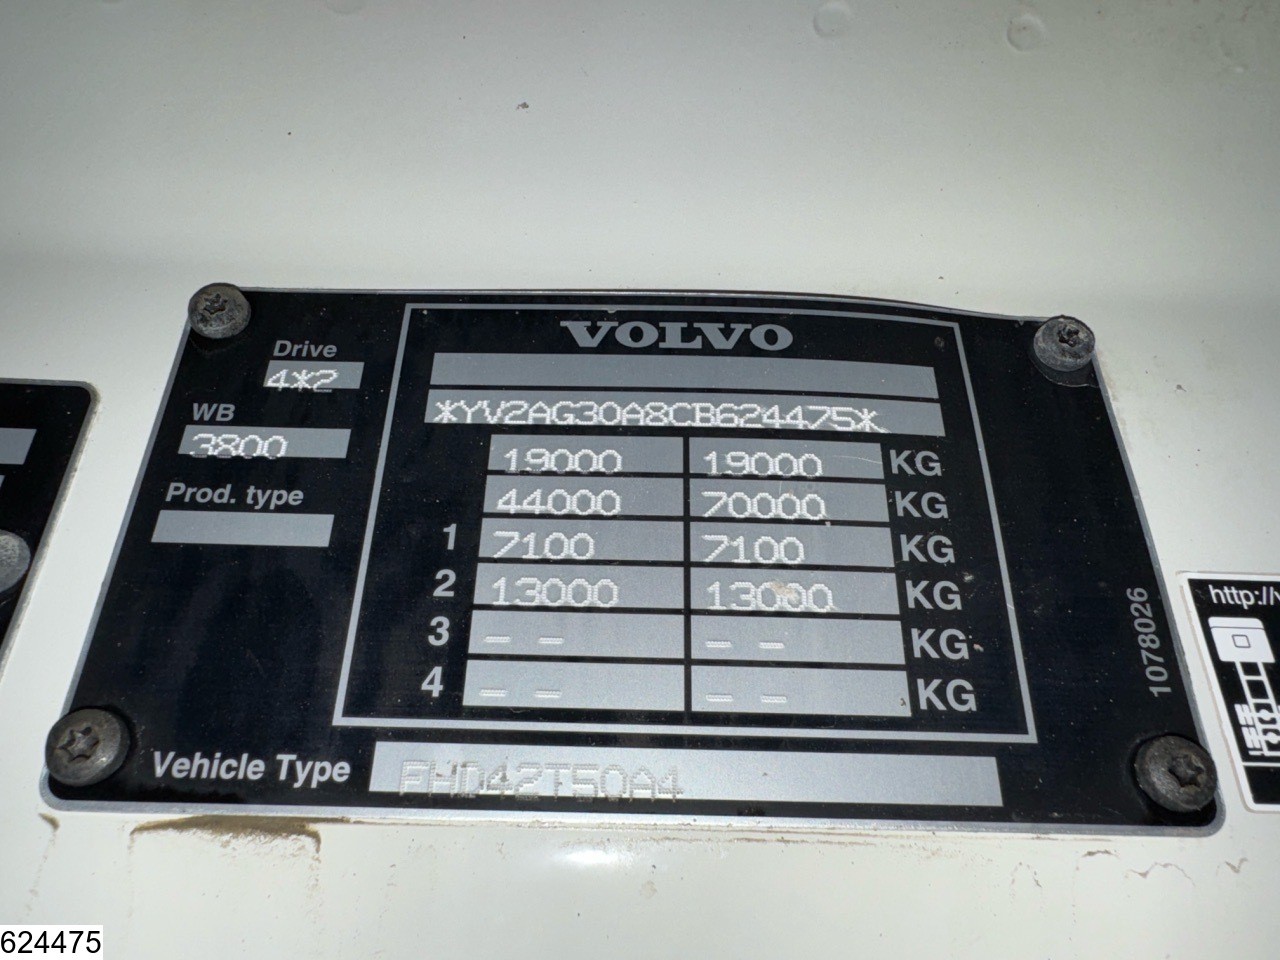 VOLVO
Drive
4*2
*YV2AG30A8CB624475*
WB
3800
19000 19000 KG
44000 70000 KG
Prod. type
1 7100 7100 KG
2 13000 13000 KG
3 - - - - KG
4 - - - - KG
1078026
Vehicle Type FHD42T50A4
http://
624475